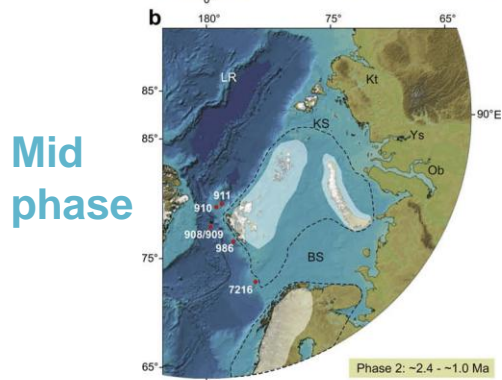 b
180°
75°
65°
LR
Kt
85°
KS
85°
90°E
Ys
Mid
phase
Ob
911
910
908/909
986
BS
75°
7216
65°
Phase 2: ~2.4 - ~1.0 Ma